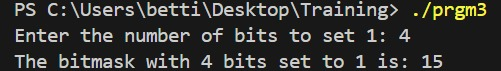 PS C:\Users\betti\Desktop\Training> ./prgm3
Enter the number of bits to set 1: 4
The bitmask with 4 bits set to 1 is: 15